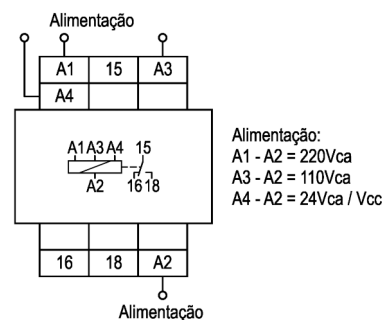 Alimentação
A1 15 A3
A4
A1 A3 A4 15
A2 16 18
Alimentação:
A1 - A2 = 220Vca
A3 - A2 = 110Vca
A4 - A2 = 24Vca / Vcc
16 18 A2
Alimentação